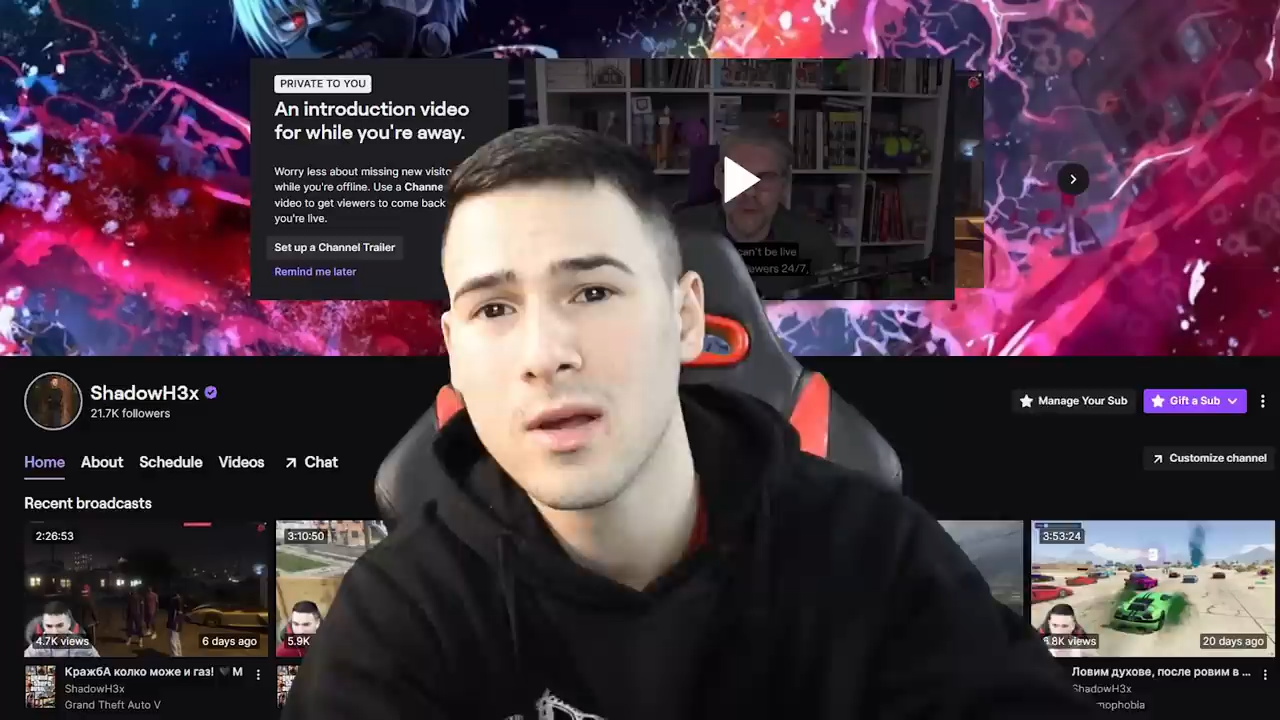 PRIVATE TO YOU
An introduction video
for while you're away.
Worry less about missing new
while you're offline. Use a
video to get viewers to come back
you're live.
Set up a Channel Trailer
Remind me later
can't be live
24/7,
ShadowH3x
21.7K followers
Manage Your Sub
Gift a Sub
Home About Schedule Videos Chat
Customize channel
Recent broadcasts
2:26:53
3:10:50
3:53:24
4.7K views
6 days ago
5.9K
views
20 days ago
КражбА колко може и газ! 🖤 М
ShadowH3x
Grand Theft Auto V
Ловим духове, после ровим в ...
ShadowH3x